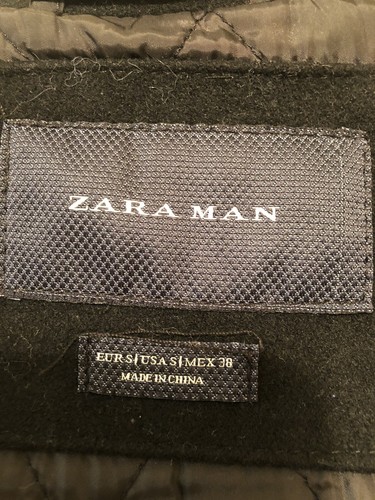 ZARA MAN
EUR S|USA S|MEX 38
MADE IN CHINA